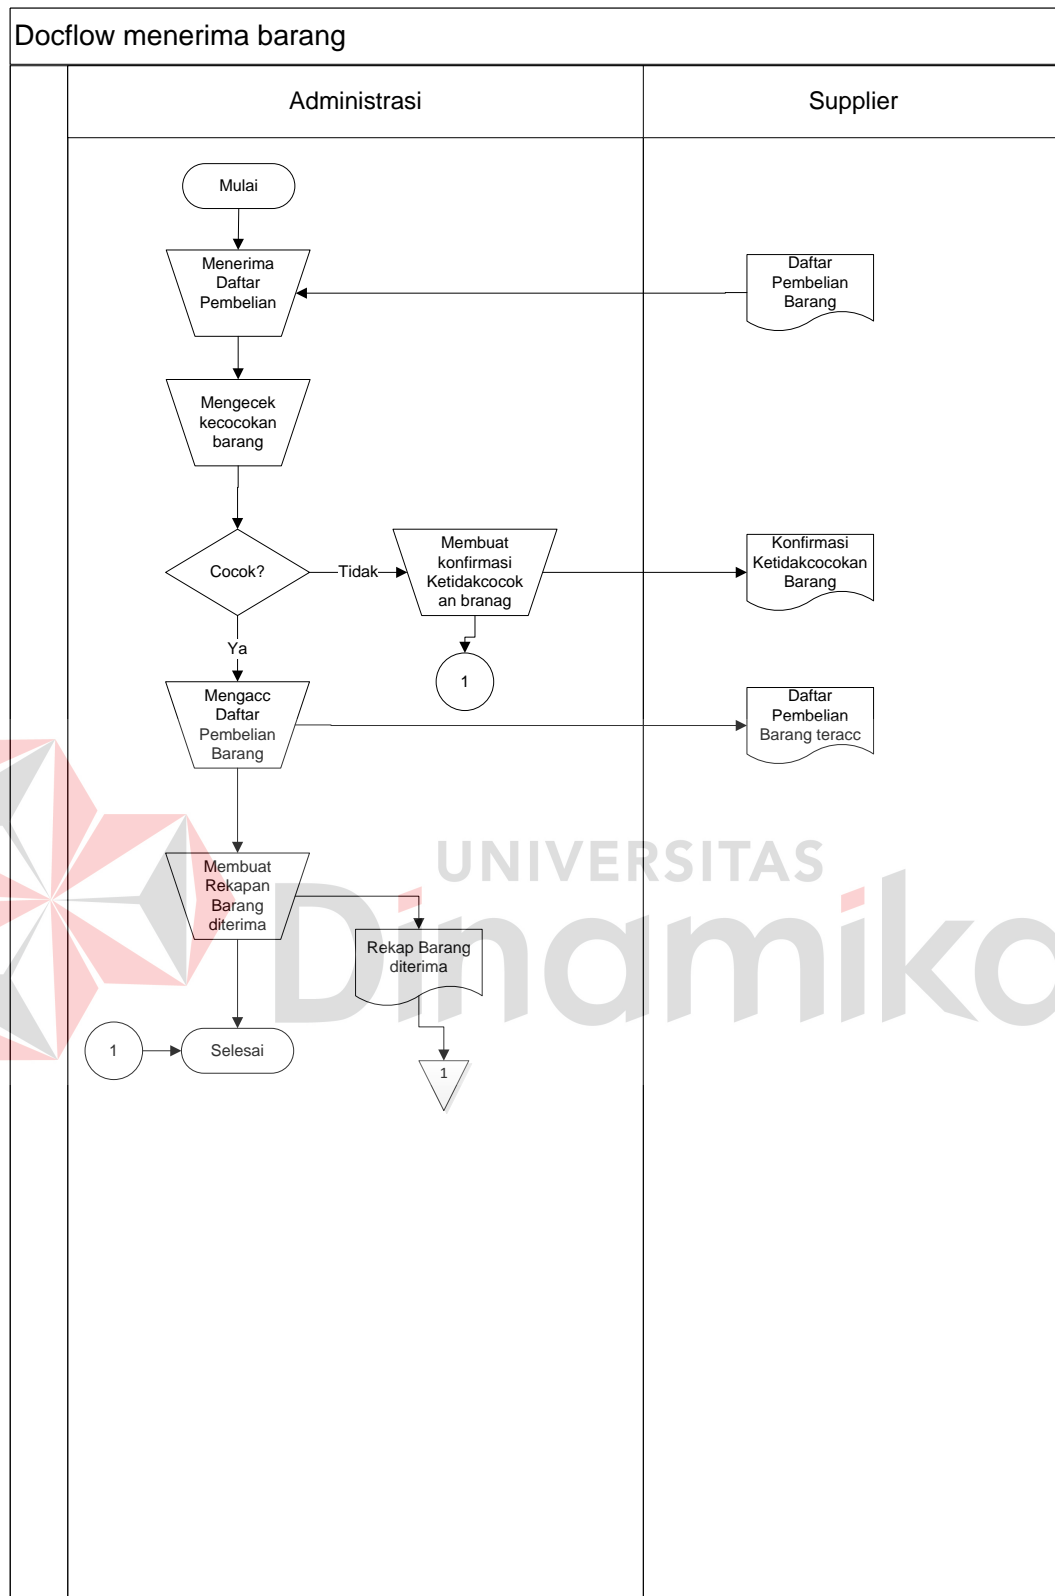 Docflow menerima barang
Administrasi
Supplier
Mulai
Menerima
Daftar
Pembelian
Daftar
Pembelian
Barang
Mengecek
kecocokan
barang
Cocok?
Tidak
Membuat
konfirmasi
Ketidakcocok
an branag
Konfirmasi
Ketidakcocokan
Barang
Ya
1
Mengacc
Daftar
Pembelian
Barang
Daftar
Pembelian
Barang teracc
UNIVERSITAS
Dinamika
Membuat
Rekapan
Barang
diterima
Rekap Barang
diterima
1
Selesai
1